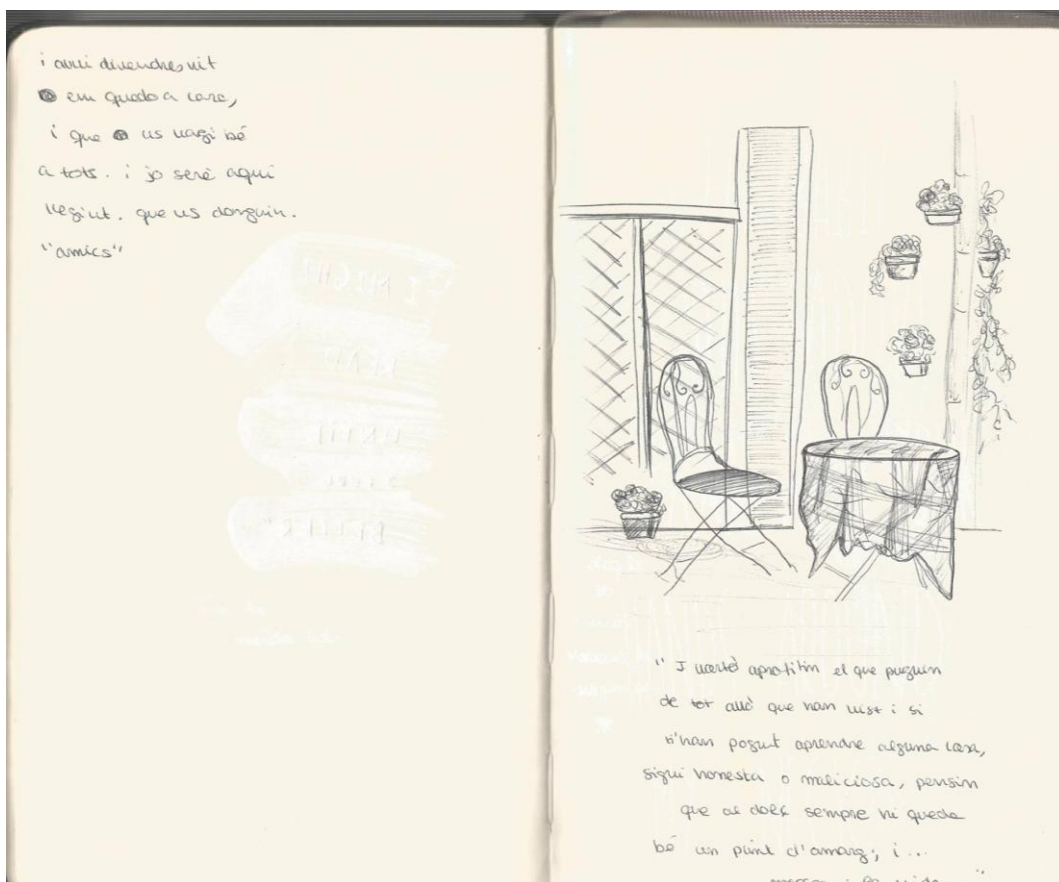 i avui divendres nit
em quedo a casa,
i que us vagi bé
a tots. i jo seré aquí
llegint. que us donguin.
"amics"
" I vostè aprofitin el que puguin
de tot allò que han vist i si
n'han pogut aprendre alguna cosa,
sigui honesta o maliciosa, pensin
que al dolç sempre hi queda
bé un punt d'amarg; i ...